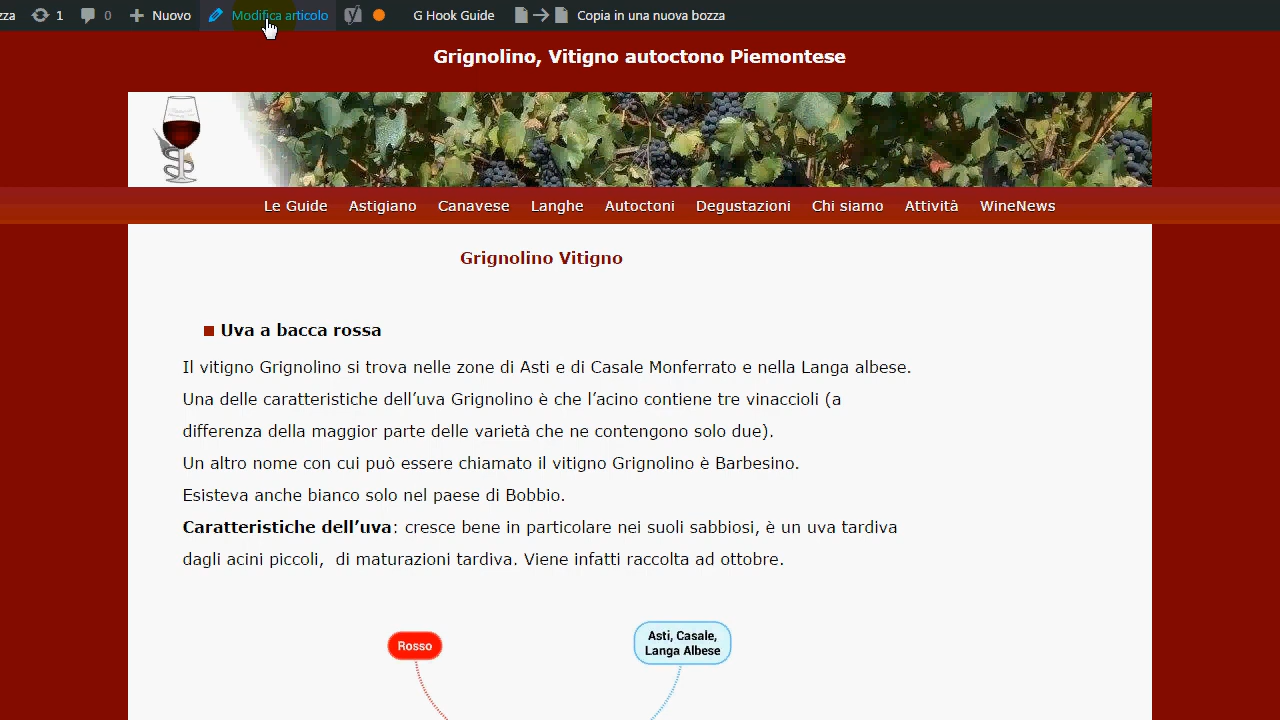 zza 1 0 Nuovo Modifica articolo G Hook Guide Copia in una nuova bozza
Grignolino, Vitigno autoctono Piemontese
Le Guide Astigiano Canavese Langhe Autoctoni Degustazioni Chi siamo Attività WineNews
Grignolino Vitigno
Uva a bacca rossa
Il vitigno Grignolino si trova nelle zone di Asti e di Casale Monferrato e nella Langa albese.
Una delle caratteristiche dell’uva Grignolino è che l’acino contiene tre vinaccioli (a
differenza della maggior parte delle varietà che ne contengono solo due).
Un altro nome con cui può essere chiamato il vitigno Grignolino è Barbesino.
Esisteva anche bianco solo nel paese di Bobbio.
Caratteristiche dell’uva: cresce bene in particolare nei suoli sabbiosi, è un uva tardiva
dagli acini piccoli,  di maturazioni tardiva. Viene infatti raccolta ad ottobre.
Rosso
Asti, Casale,
Langa Albese